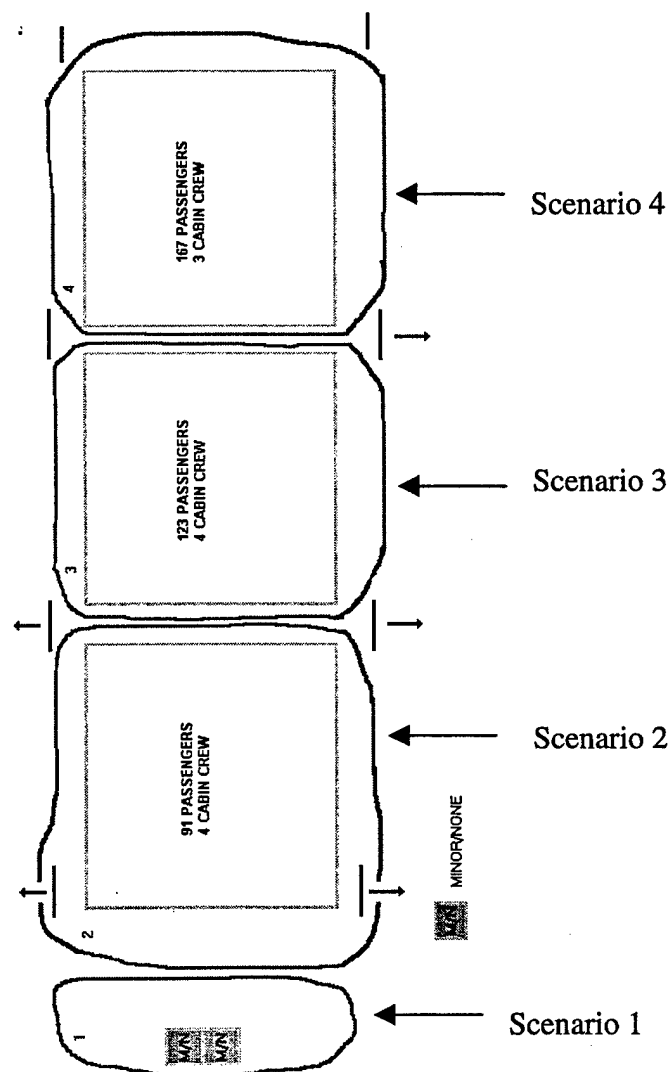 4
167 PASSENGERS
3 CABIN CREW
Scenario 4
3
123 PASSENGERS
4 CABIN CREW
Scenario 3
2
91 PASSENGERS
4 CABIN CREW
Scenario 2
M/N
MINOR/NONE
1
M/N
M/N
Scenario 1